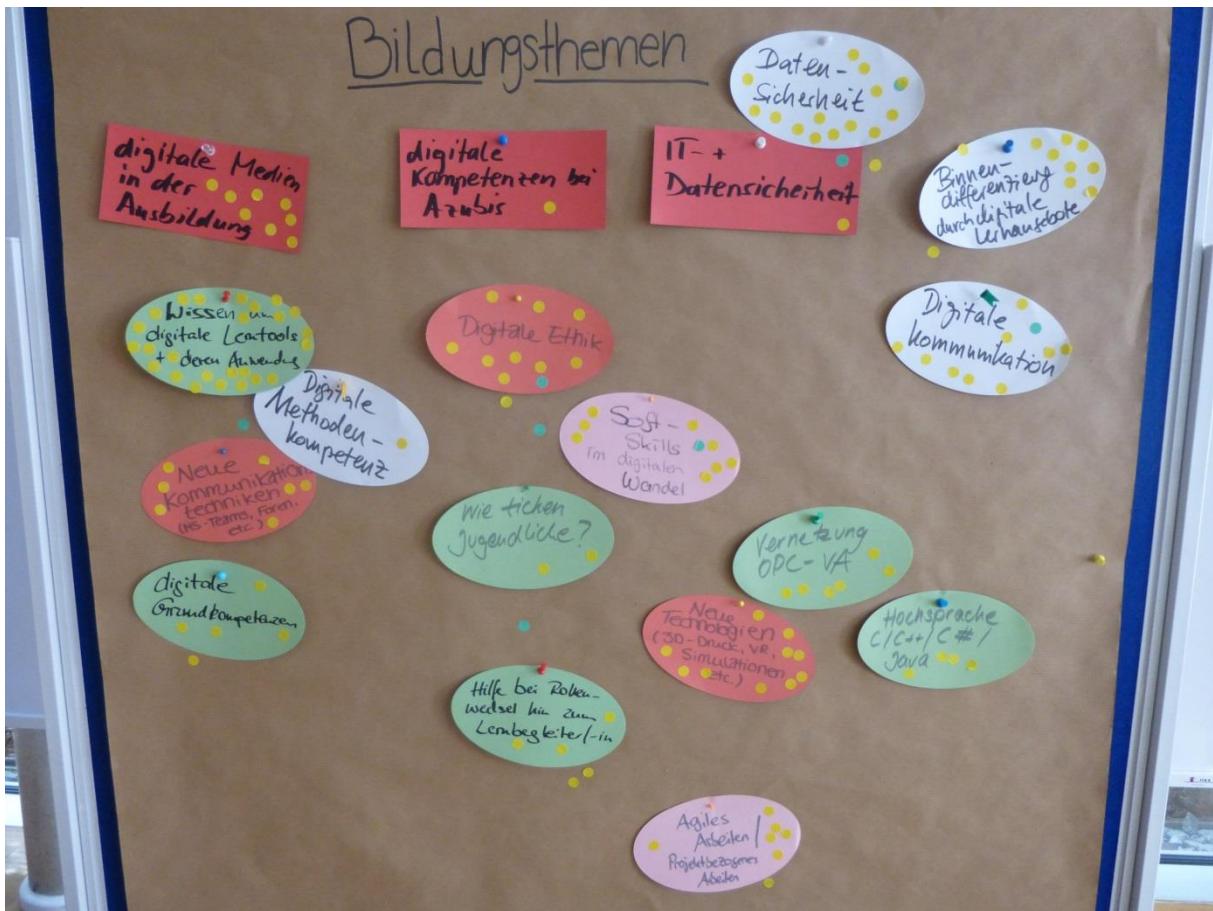 Bildungsthemen
Daten-
Sicherheit
digitale Medien
in der
Ausbildung
digitale
Kompetenzen bei
Azubis
IT- +
Datensicherheit
Binnen-
differenzierung
durch digitale
Lernangebote
Wissen um
digitale Lerntools
+ deren Anwendung
Digitale Ethik
Digitale
Kommunikation
Digitale
Methoden-
kompetenz
Soft-
Skills
im digitalen
Wandel
Neue
Kommunikations
techniken
(MS-Teams, Foren,
etc.)
Wie ticken
Jugendliche?
Vernetzung
OPC-VA
digitale
Grundkompetenzen
Neue
Technologien
(3D-Druck, VR,
Simulationen
etc.)
Hochsprache
C/C++/C#/
Java
Hilfe bei Rollen-
wechsel hin zum
Lernbegleiter/-in
Agiles
Arbeiten/
Projektbezogenes
Arbeiten